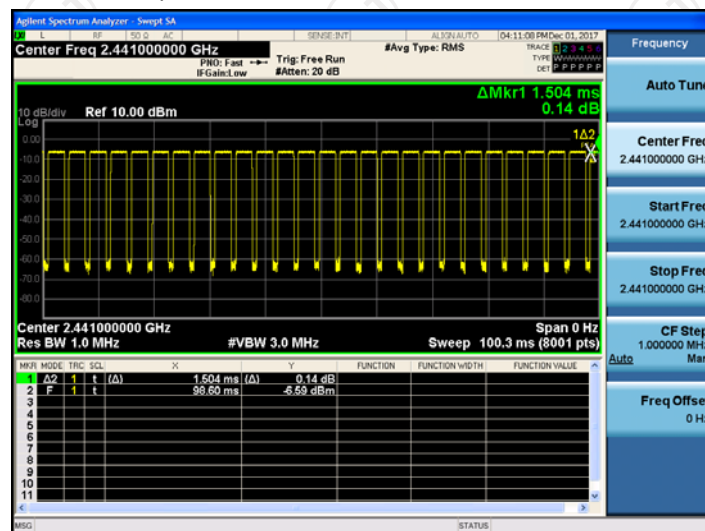 Agilent Spectrum Analyzer - Swept SA
LXI L RF 50 Ω AC SENSE:INT ALIGN AUTO 04:11:08 PM Dec 01, 2017
Center Freq 2.441000000 GHz #Avg Type: RMS TRACE 1 2 3 4 5 6
PNO: Fast Trig: Free Run TYPE WWWWWW
IFGain:Low #Atten: 20 dB DET P P P P P P
ΔMkr1 1.504 ms
0.14 dB
10 dB/div Ref 10.00 dBm
Log
1Δ2
0.00
-10.0
-20.0
-30.0
-40.0
-50.0
-60.0
-70.0
-80.0
Center 2.441000000 GHz Span 0 Hz
Res BW 1.0 MHz #VBW 3.0 MHz Sweep 100.3 ms (8001 pts)
MKR MODE TRC SCL X Y FUNCTION FUNCTION WIDTH FUNCTION VALUE
1 Δ2 1 t (Δ) 1.504 ms (Δ) 0.14 dB
2 F 1 t 98.60 ms -6.59 dBm
3
4
5
6
7
8
9
10
11
MSG STATUS
Frequency
Auto Tune
Center Freq
2.441000000 GHz
Start Freq
2.441000000 GHz
Stop Freq
2.441000000 GHz
CF Step
1.000000 MHz
Auto Man
Freq Offset
0 Hz